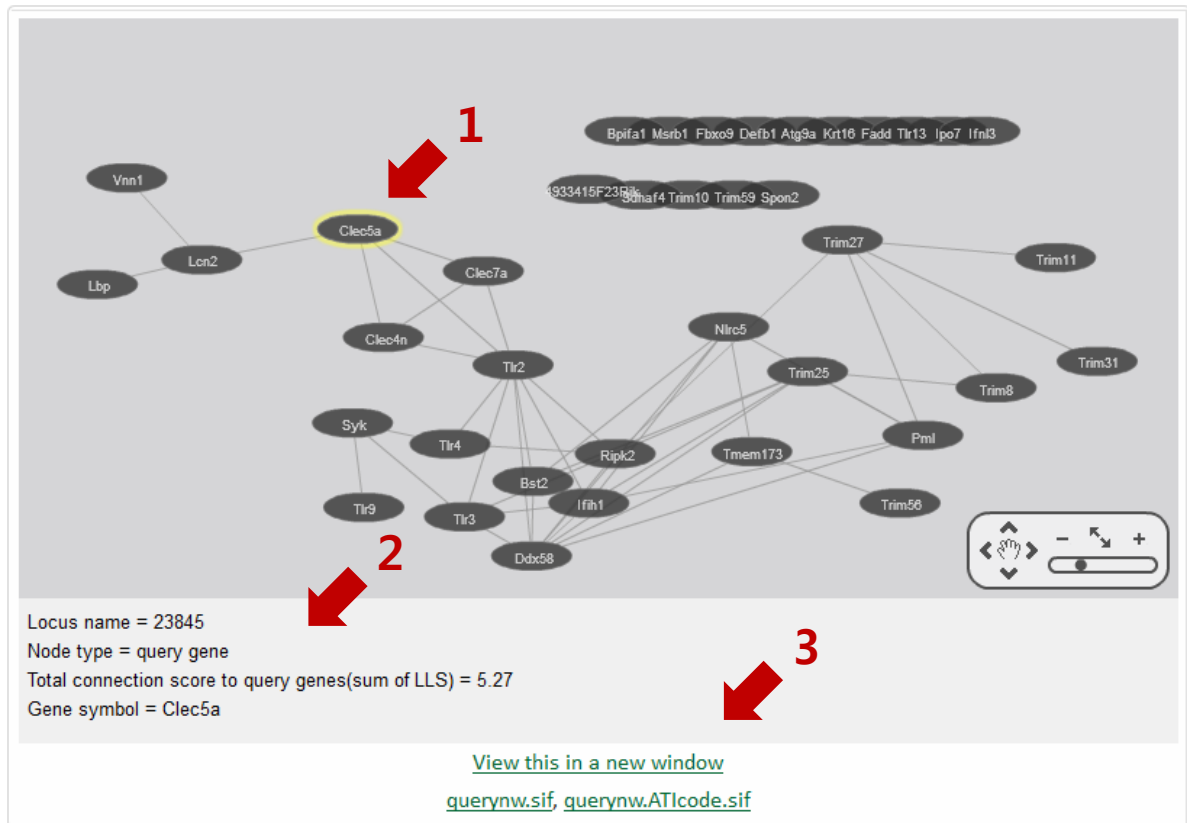 1
Bpifa1 Msrb1 Fbxo9 Defb1 Atg9a Krt16 Fadd Tlr13 Ipo7 Ifnl3
Vnn1
4933415F23Rik Sdhaf4 Trim10 Trim59 Spon2
Clec5a
Trim27
Lcn2
Trim11
Clec7a
Lbp
Nlrc5
Clec4n
Trim31
Tlr2
Trim25
Trim8
Syk
Tlr4
Pml
Ripk2
Tmem173
Bst2
Ifih1
Trim56
Tlr9
Tlr3
Ddx58
2
Locus name = 23845
Node type = query gene
Total connection score to query genes(sum of LLS) = 5.27
Gene symbol = Clec5a
3
View this in a new window
querynw.sif, querynw.ATIcode.sif